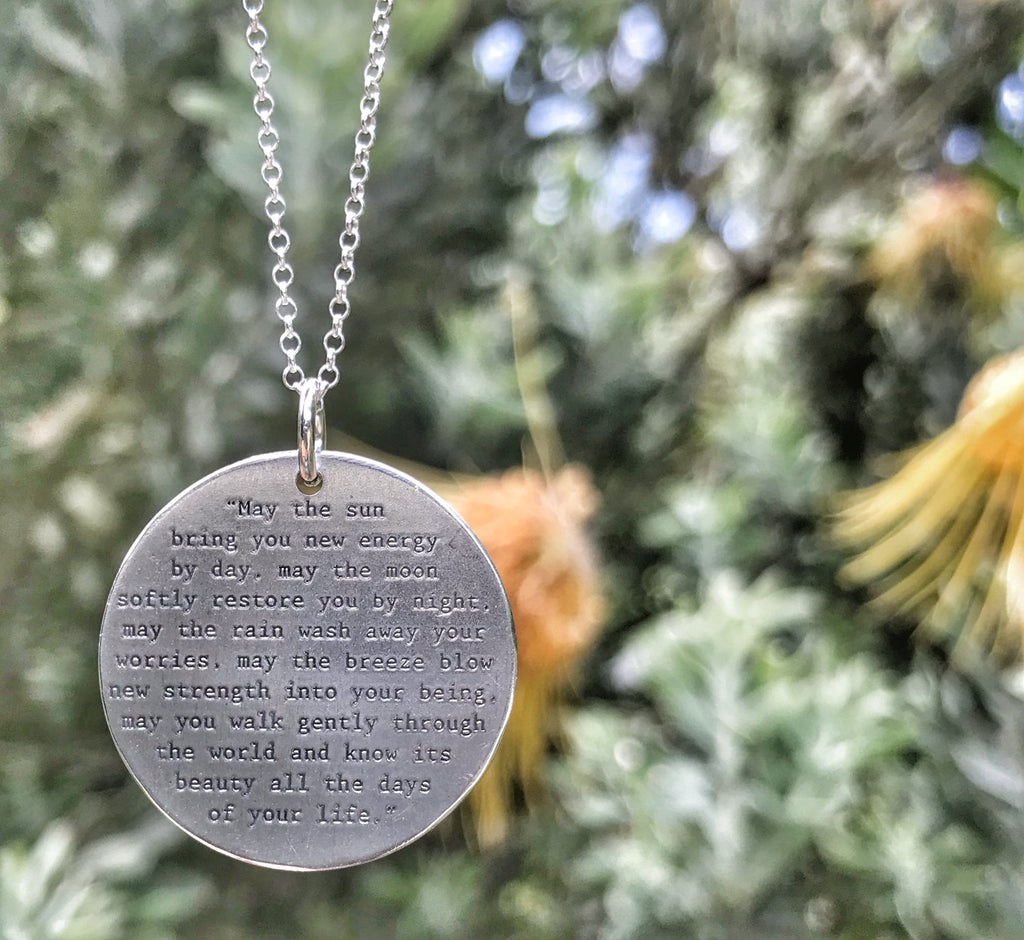 “May the sun
bring you new energy
by day, may the moon
softly restore you by night,
may the rain wash away your
worries, may the breeze blow
new strength into your being,
may you walk gently through
the world and know its
beauty all the days
of your life.”